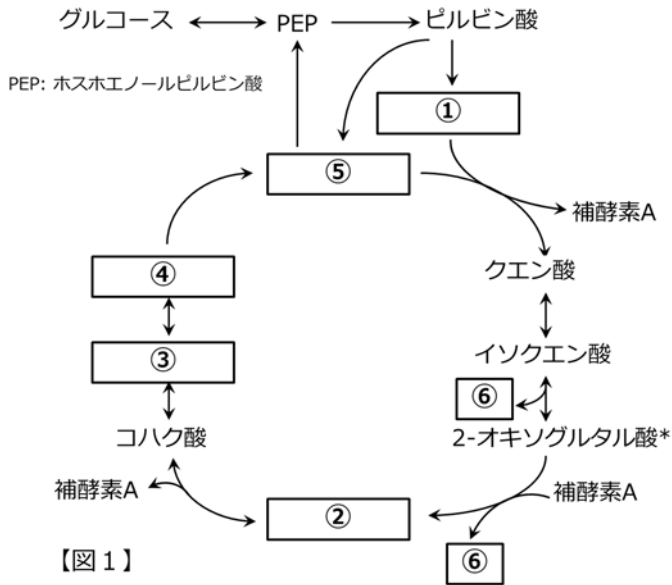 グルコース
PEP
ピルビン酸
PEP: ホスホエノールピルビン酸
①
⑤
補酵素A
④
クエン酸
③
イソクエン酸
⑥
コハク酸
2-オキソグルタル酸*
補酵素A
②
補酵素A
⑥
【図1】